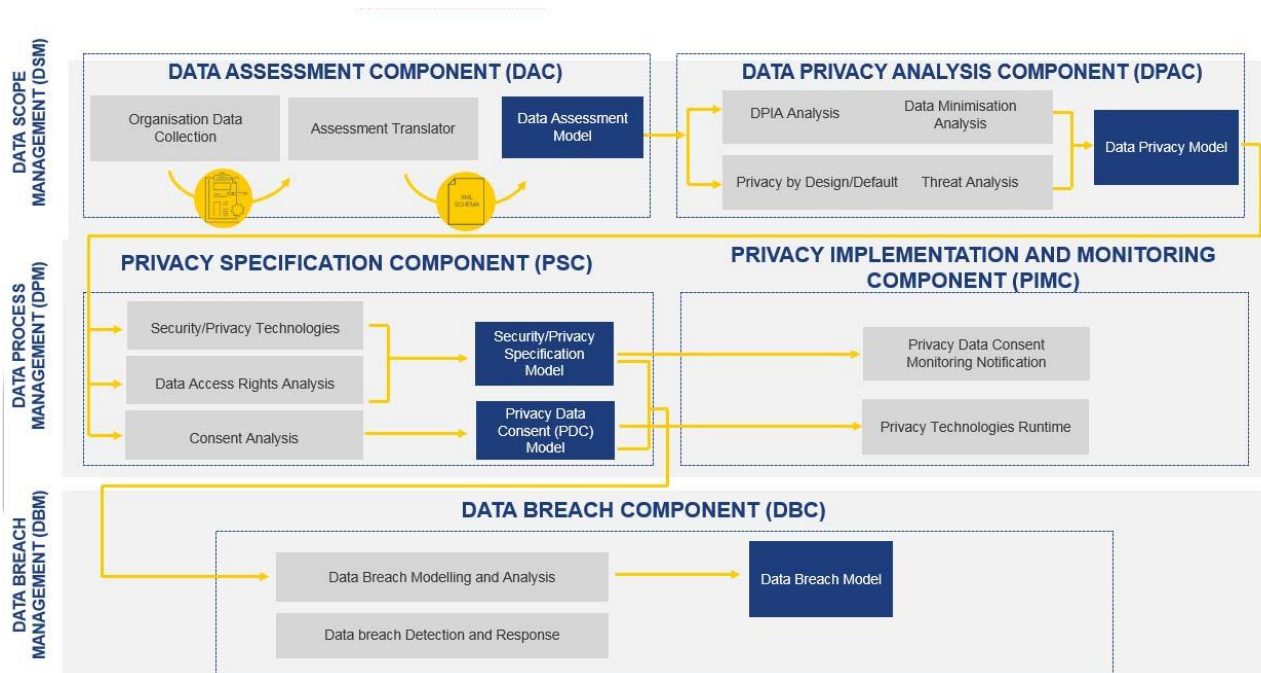 DATA SCOPE
MANAGEMENT (DSM)
DATA ASSESSMENT COMPONENT (DAC)
Organisation Data
Collection
Assessment Translator
Data Assessment
Model
XML
SCHEMA
DATA PRIVACY ANALYSIS COMPONENT (DPAC)
DPIA Analysis
Data Minimisation
Analysis
Privacy by Design/Default
Threat Analysis
Data Privacy Model
DATA PROCESS
MANAGEMENT (DPM)
PRIVACY SPECIFICATION COMPONENT (PSC)
Security/Privacy Technologies
Data Access Rights Analysis
Consent Analysis
Security/Privacy
Specification
Model
Privacy Data
Consent (PDC)
Model
PRIVACY IMPLEMENTATION AND MONITORING
COMPONENT (PIMC)
Privacy Data Consent
Monitoring Notification
Privacy Technologies Runtime
DATA BREACH
MANAGEMENT (DBM)
DATA BREACH COMPONENT (DBC)
Data Breach Modelling and Analysis
Data Breach Model
Data breach Detection and Response